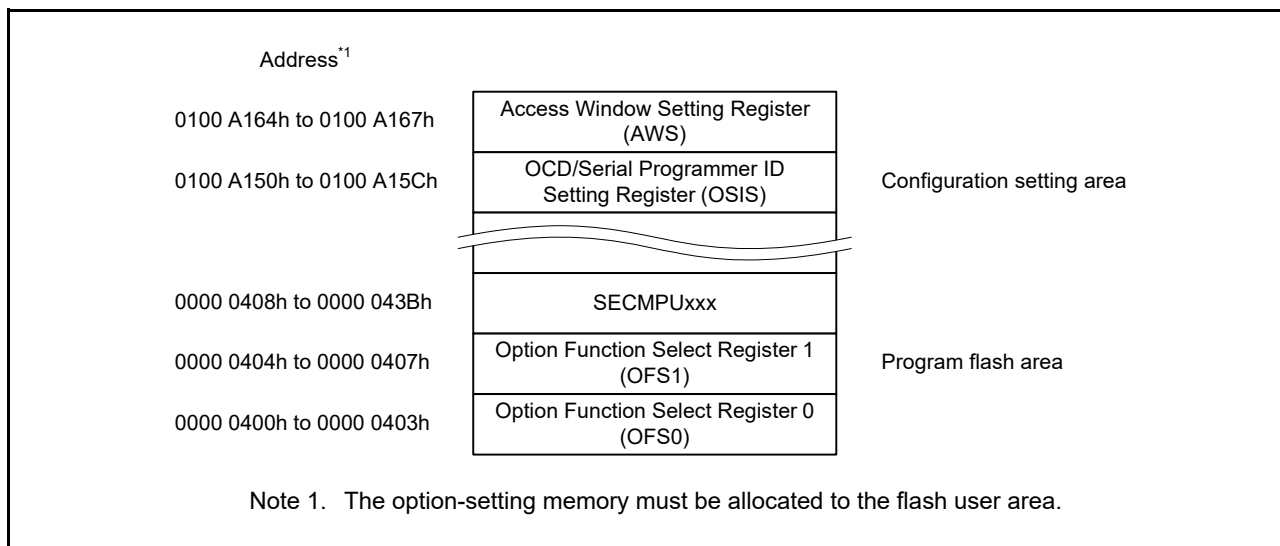 Address*1
0100 A164h to 0100 A167h
Access Window Setting Register
(AWS)
0100 A150h to 0100 A15Ch
OCD/Serial Programmer ID
Setting Register (OSIS)
Configuration setting area
0000 0408h to 0000 043Bh
SECMPUxxx
0000 0404h to 0000 0407h
Option Function Select Register 1
(OFS1)
Program flash area
0000 0400h to 0000 0403h
Option Function Select Register 0
(OFS0)
Note 1. The option-setting memory must be allocated to the flash user area.